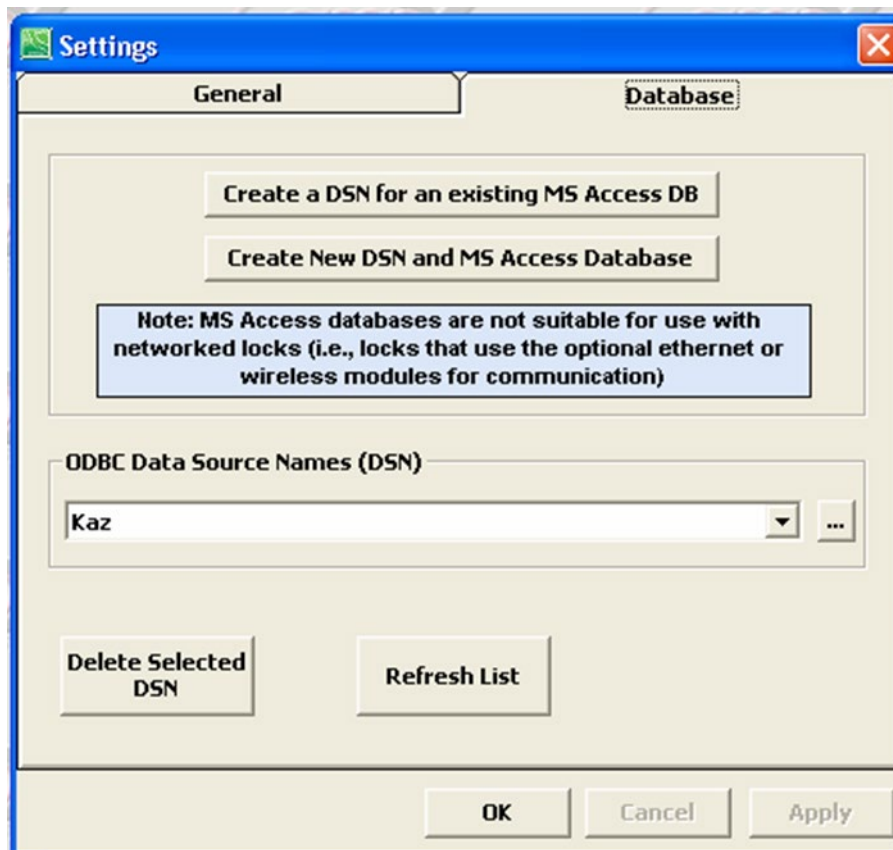 Settings
General
Database
Create a DSN for an existing MS Access DB
Create New DSN and MS Access Database
Note: MS Access databases are not suitable for use with
networked locks (i.e., locks that use the optional ethernet or
wireless modules for communication)
ODBC Data Source Names (DSN)
Kaz
...
Delete Selected
DSN
Refresh List
OK
Cancel
Apply